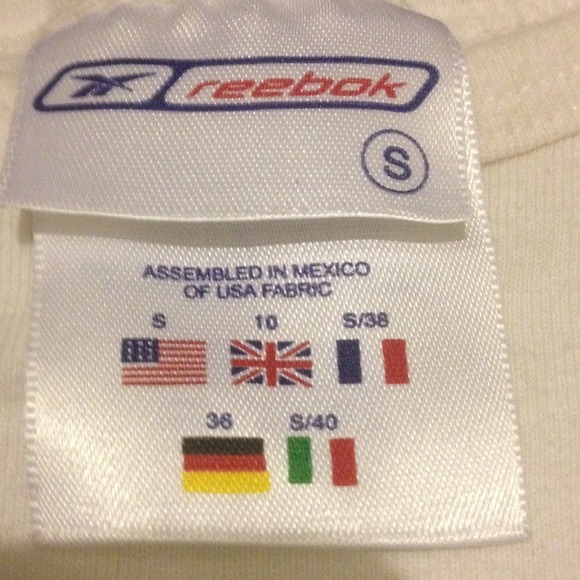 reebok
S
ASSEMBLED IN MEXICO
OF USA FABRIC
S 10 S/38
36 S/40